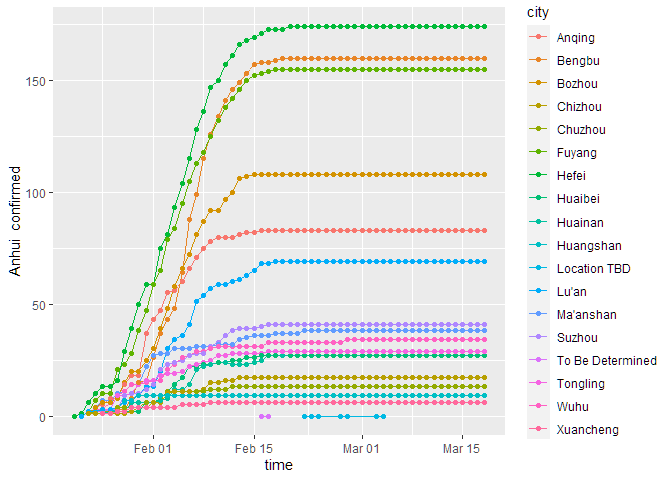 city
Anqing
Bengbu
Bozhou
Chizhou
Chuzhou
Fuyang
Hefei
Huaibei
Huainan
Huangshan
Location TBD
Lu'an
Ma'anshan
Suzhou
To Be Determined
Tongling
Wuhu
Xuancheng
Anhui confirmed
150
100
50
0
Feb 01 Feb 15 Mar 01 Mar 15
time